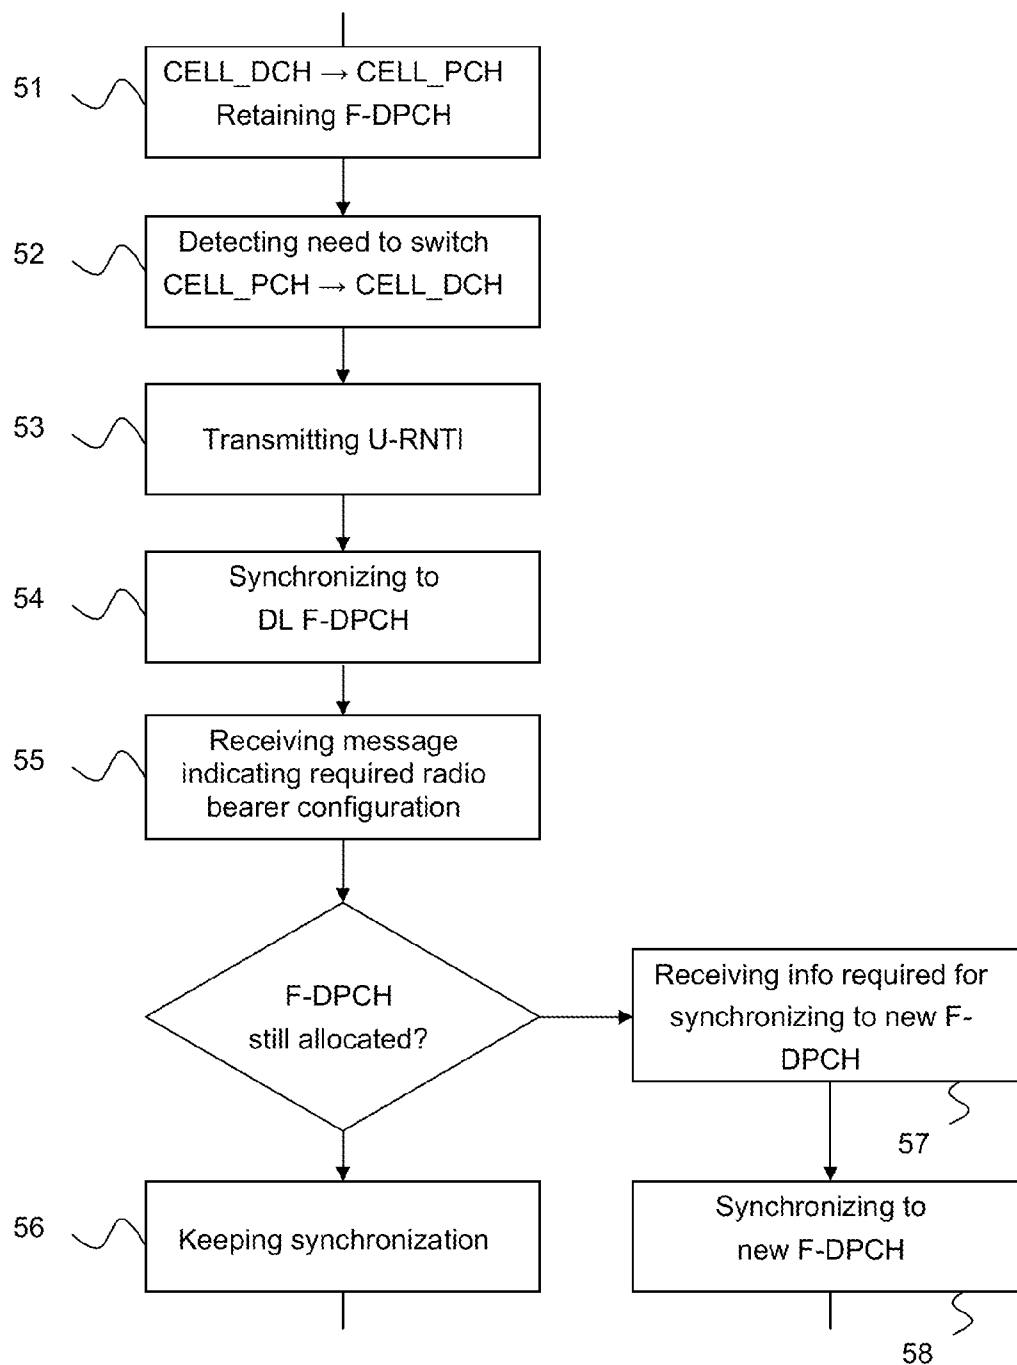 51
CELL_DCH → CELL_PCH
Retaining F-DPCH
52
Detecting need to switch
CELL_PCH → CELL_DCH
53
Transmitting U-RNTI
54
Synchronizing to
DL F-DPCH
55
Receiving message
indicating required radio
bearer configuration
F-DPCH
still allocated?
Receiving info required for
synchronizing to new F-
DPCH
57
56
Keeping synchronization
Synchronizing to
new F-DPCH
58